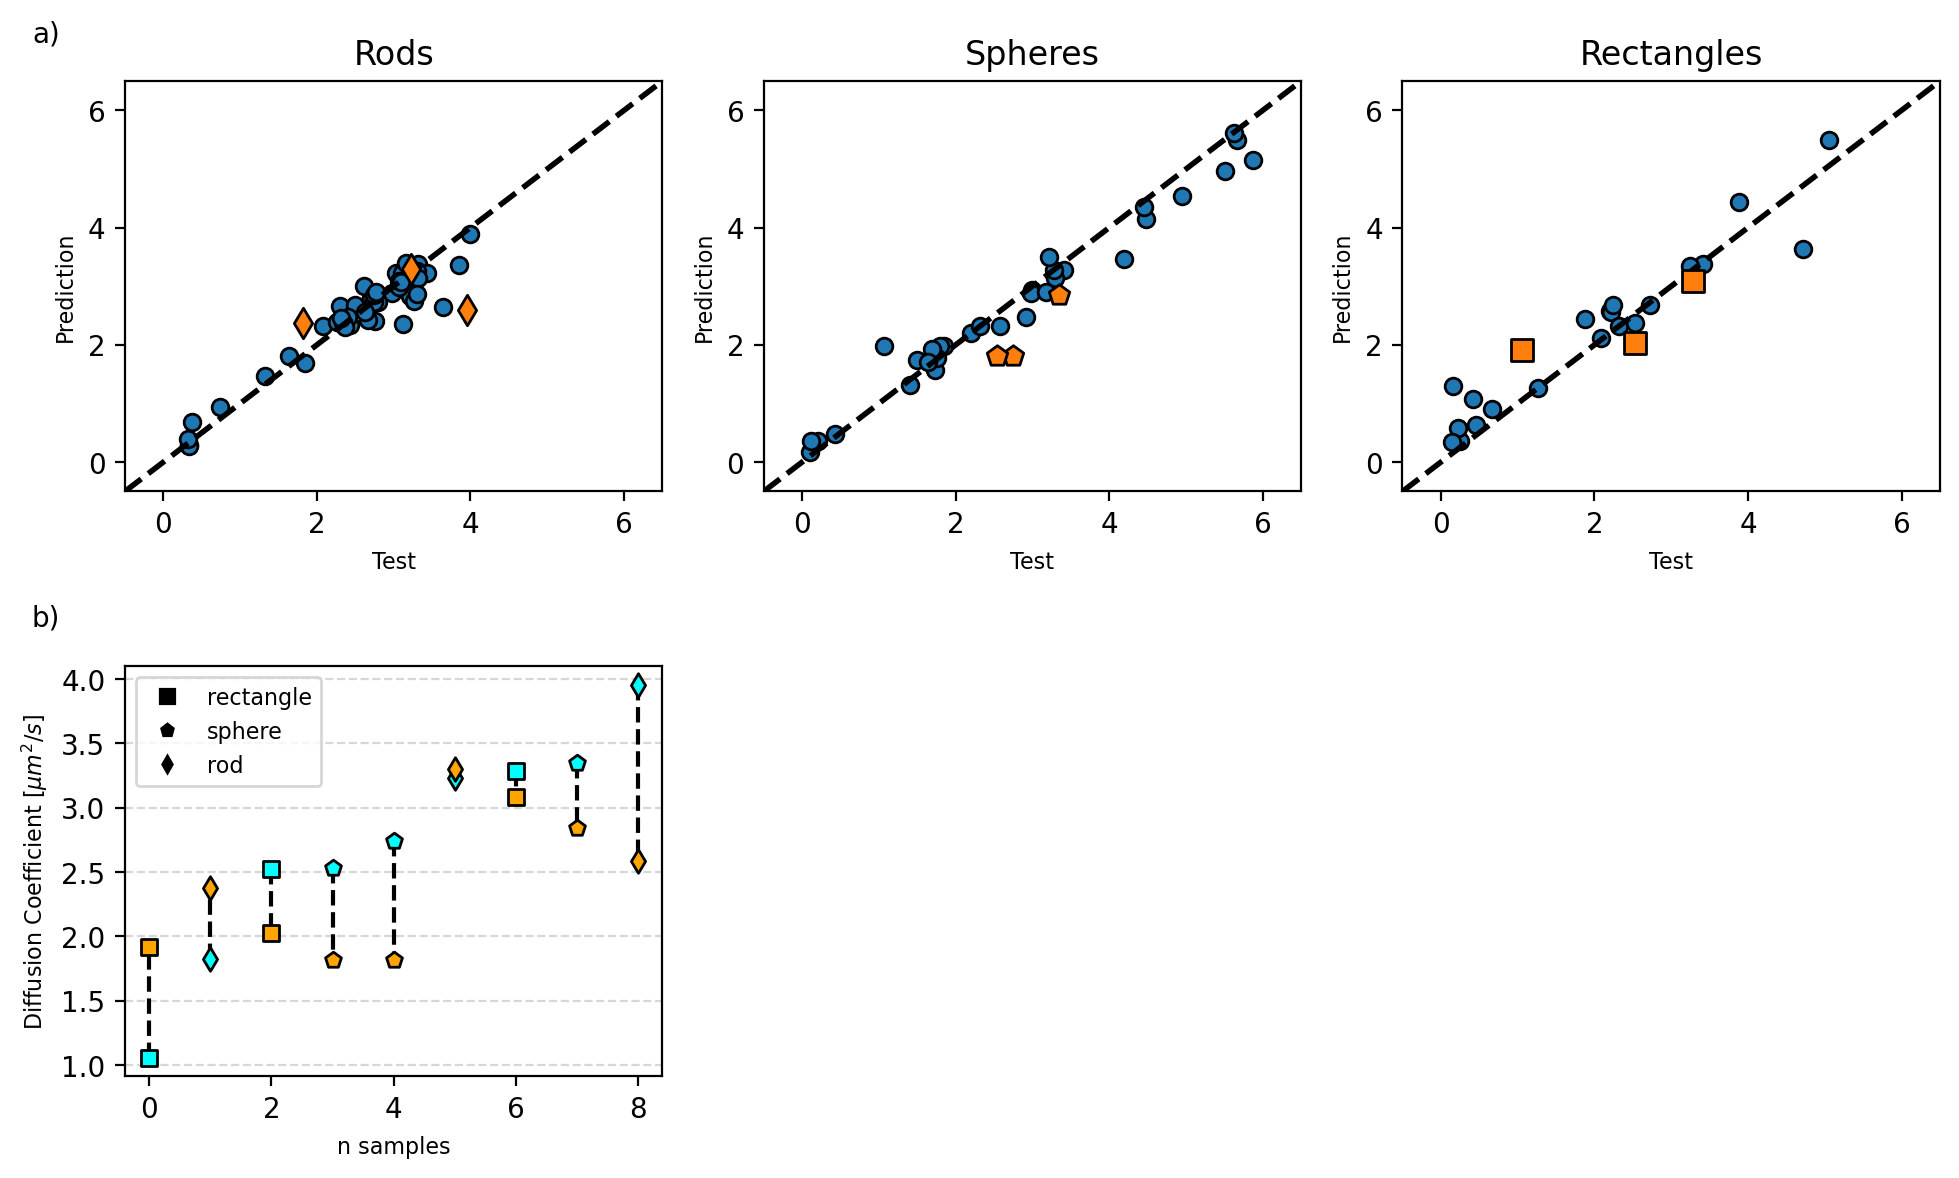 a)
Rods
Spheres
Rectangles
6
4
2
0
Prediction
0 2 4 6
Test
6
4
2
0
Prediction
0 2 4 6
Test
6
4
2
0
Prediction
0 2 4 6
Test
b)
rectangle
sphere
rod
4.0
3.5
3.0
2.5
2.0
1.5
1.0
Diffusion Coefficient [μm²/s]
0 2 4 6 8
n samples